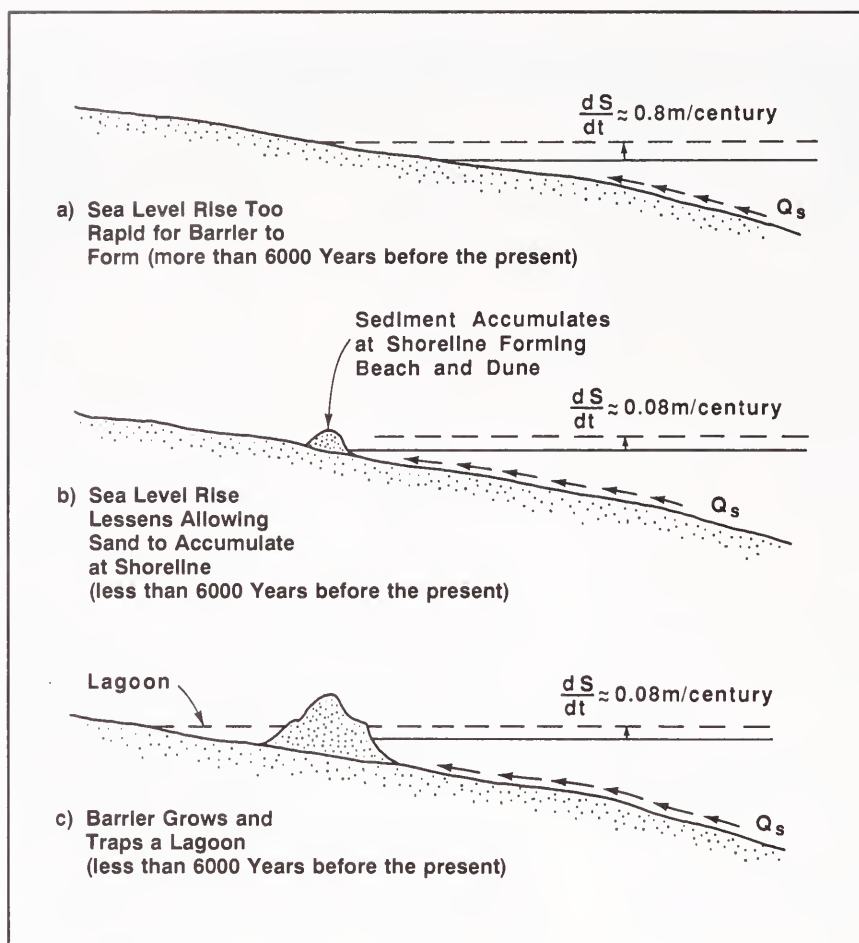 dS
dt ≈ 0.8m/century
Qs
a) Sea Level Rise Too
Rapid for Barrier to
Form (more than 6000 Years before the present)
Sediment Accumulates
at Shoreline Forming
Beach and Dune
dS
dt ≈ 0.08m/century
Qs
b) Sea Level Rise
Lessens Allowing
Sand to Accumulate
at Shoreline
(less than 6000 Years before the present)
Lagoon
dS
dt ≈ 0.08m/century
Qs
c) Barrier Grows and
Traps a Lagoon
(less than 6000 Years before the present)